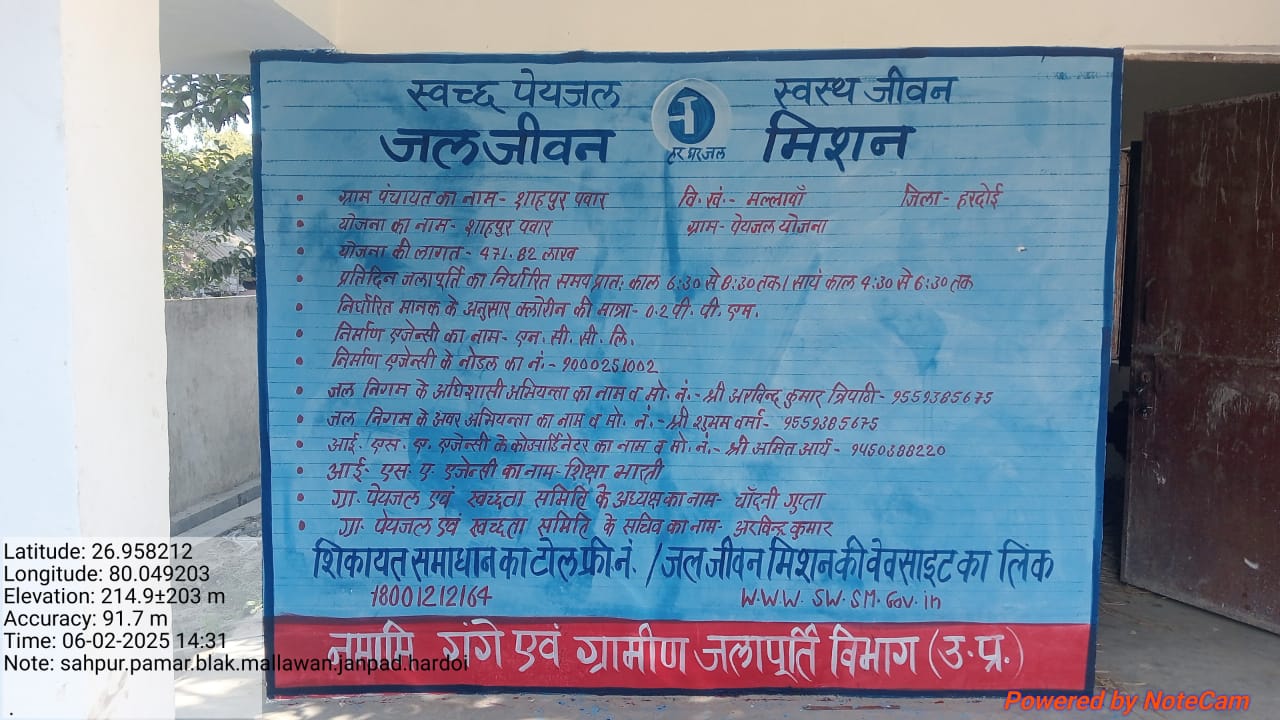 स्वच्छ पेयजल स्वस्थ जीवन
जल जीवन मिशन
हर घर जल
• ग्राम पंचायत का नाम - शाहपुर पवार वि. खं. - मल्लावाँ जिला - हरदोई
• योजना का नाम - शाहपुर पवार ग्राम - पेयजल योजना
• योजना की लागत - 471.82 लाख
• प्रतिदिन जलापूर्ति का निर्धारित समय प्रात: काल 6:30 से 8:30 तक / सायं काल 4:30 से 6:30 तक
• निर्धारित मानक के अनुसार क्लोरीन की मात्रा - 0.2 पी. पी. एम.
• निर्माण एजेन्सी का नाम - एन. सी. सी. लि.
• निर्माण एजेन्सी के नोडल का नं. - 9000251002
• जल निगम के अधिशासी अभियन्ता का नाम व मो. नं. - श्री अरविन्द कुमार त्रिपाठी - 9559385675
• जल निगम के अवर अभियन्ता का नाम व मो. नं. - श्री शुभम वर्मा - 9559385675
• आई. एस. ए. एजेन्सी के कोआर्डिनेटर का नाम व मो. नं. - श्री अमित आर्य - 9450388220
• आई. एस. ए. एजेन्सी का नाम - शिक्षा भारती
• ग्रा. पेयजल एवं स्वच्छता समिति के अध्यक्ष का नाम - चाँदनी गुप्ता
• ग्रा. पेयजल एवं स्वच्छता समिति के सचिव का नाम - अरविन्द्र कुमार
शिकायत समाधान का टोल फ्री नं. / जल जीवन मिशन की वेवसाइट का लिंक
18001212164 W.W.W. SW.SM.Gov.in
नमामि गंगे एवं ग्रामीण जलापूर्ति विभाग (उ.प्र.)
Latitude: 26.958212
Longitude: 80.049203
Elevation: 214.9±203 m
Accuracy: 91.7 m
Time: 06-02-2025 14:31
Note: sahpur.pamar.blak.mallawan.janpad.hardoi
.
Powered by NoteCam